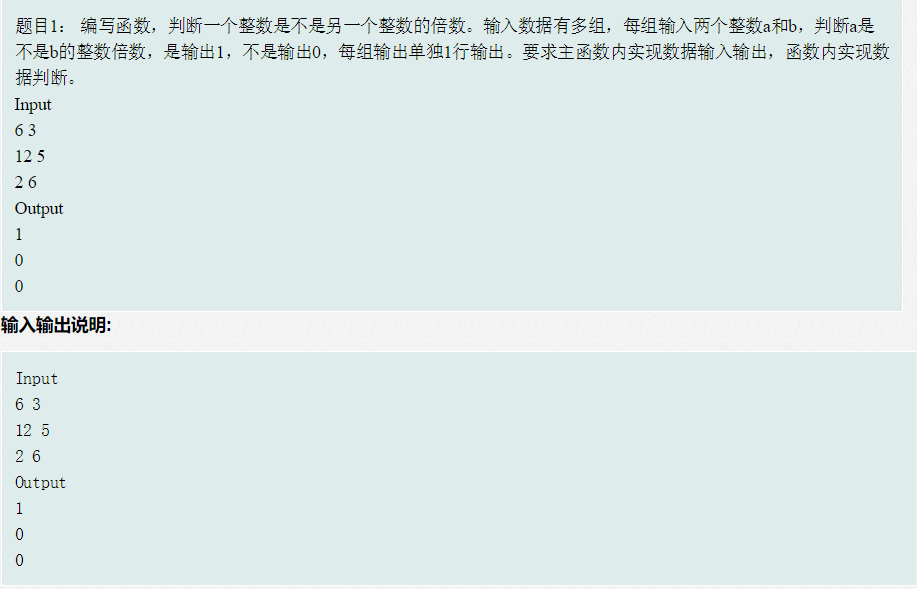 题目1： 编写函数，判断一个整数是不是另一个整数的倍数。输入数据有多组，每组输入两个整数a和b，判断a是
不是b的整数倍数，是输出1，不是输出0，每组输出单独1行输出。要求主函数内实现数据输入输出，函数内实现数
据判断。
Input
6 3
12 5
2 6
Output
1
0
0
输入输出说明:
Input
6 3
12 5
2 6
Output
1
0
0